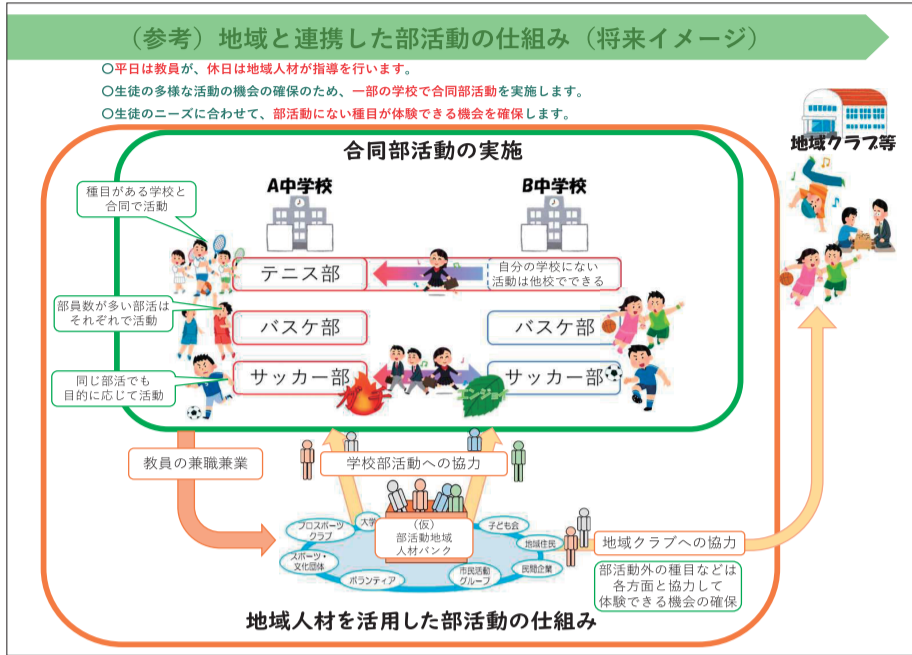 （参考）地域と連携した部活動の仕組み（将来イメージ）
〇平日は教員が、休日は地域人材が指導を行います。
〇生徒の多様な活動の機会の確保のため、一部の学校で合同部活動を実施します。
〇生徒のニーズに合わせて、部活動にない種目が体験できる機会を確保します。
合同部活動の実施
A中学校
B中学校
種目がある学校と
合同で活動
テニス部
自分の学校にない
活動は他校でできる
部員数が多い部活は
それぞれで活動
バスケ部
バスケ部
同じ部活でも
目的に応じて活動
サッカー部
サッカー部
エンジョイ
地域クラブ等
教員の兼職兼業
学校部活動への協力
（仮）
部活動地域
人材バンク
大学
プロスポーツ
クラブ
スポーツ・
文化団体
ボランティア
市民活動
グループ
民間企業
地域住民
子ども会
地域クラブへの協力
部活動外の種目などは
各方面と協力して
体験できる機会の確保
地域人材を活用した部活動の仕組み